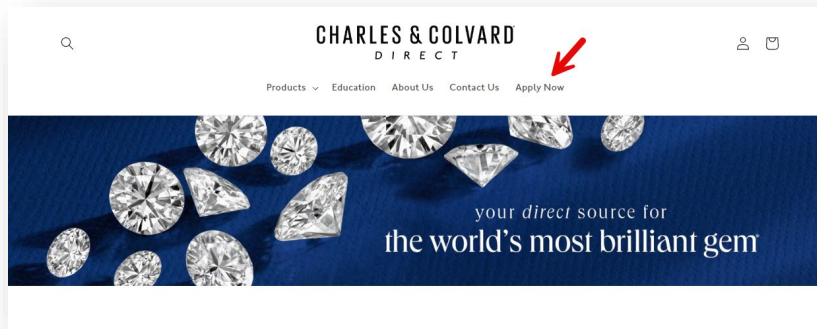 CHARLES & COLVARD®
DIRECT
Products Education About Us Contact Us Apply Now
your direct source for
the world's most brilliant gem®